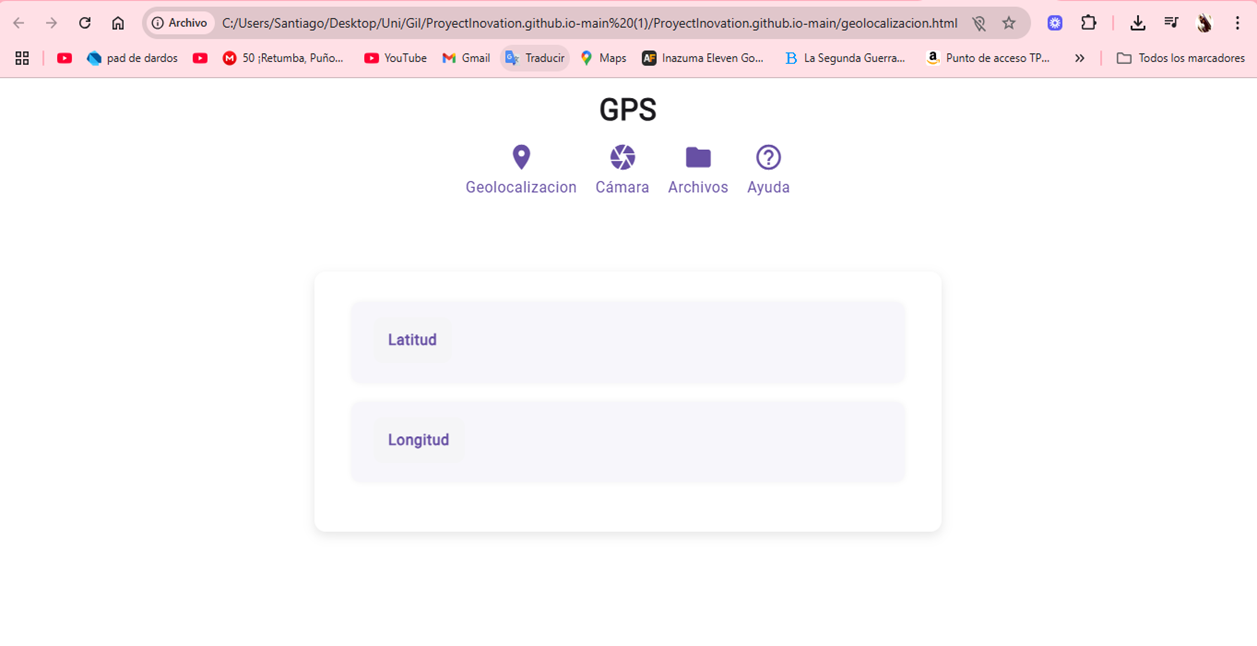 Archivo C:/Users/Santiago/Desktop/Uni/Gil/ProyectInovation.github.io-main%20(1)/ProyectInovation.github.io-main/geolocalizacion.html
pad de dardos M 50 ¡Retumba, Puño... YouTube Gmail Traducir Maps AF Inazuma Eleven Go... B La Segunda Guerra... a Punto de acceso TP... » Todos los marcadores
GPS
Geolocalizacion Cámara Archivos Ayuda
Latitud
Longitud